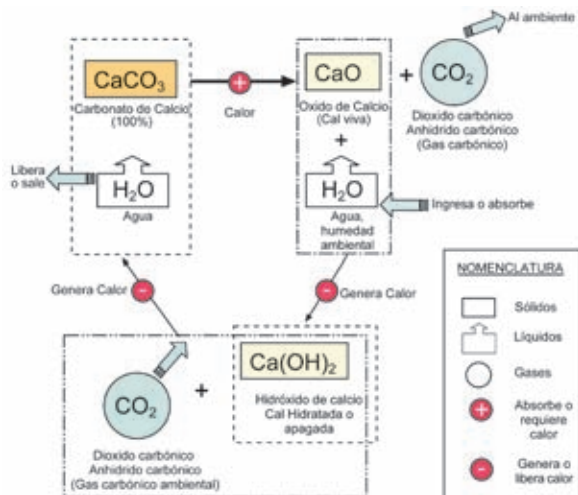 Al ambiente
CaCO3
Carbonato de Calcio
(100%)
Calor
CaO
Oxido de Calcio
(Cal viva)
+
+
CO2
Dioxido carbónico
Anhidrido carbónico
(Gas carbónico)
Libera
o sale
H2O
Agua
H2O
Agua,
humedad
ambiental
Ingresa o absorbe
Genera Calor
Genera Calor
CO2
Dioxido carbónico
Anhidrido carbónico
(Gas carbónico ambiental)
+
Ca(OH)2
Hidróxido de calcio
Cal Hidratada o
apagada
NOMENCLATURA
Sólidos
Líquidos
Gases
+
Absorbe o
requiere
calor
-
Genera o
libera calor